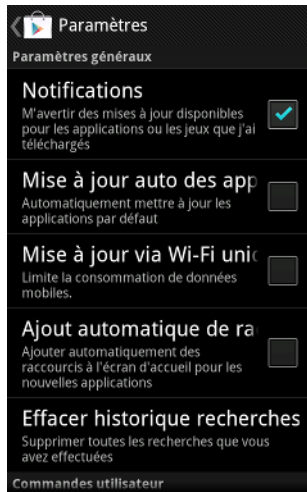 Paramètres
Paramètres généraux
Notifications
M'avertir des mises à jour disponibles
pour les applications ou les jeux que j'ai
téléchargés
Mise à jour auto des app
Automatiquement mettre à jour les
applications par défaut
Mise à jour via Wi-Fi uni
Limite la consommation de données
mobiles.
Ajout automatique de ra
Ajouter automatiquement des
raccourcis à l'écran d'accueil pour les
nouvelles applications
Effacer historique recherches
Supprimer toutes les recherches que vous
avez effectuées
Commandes utilisateur